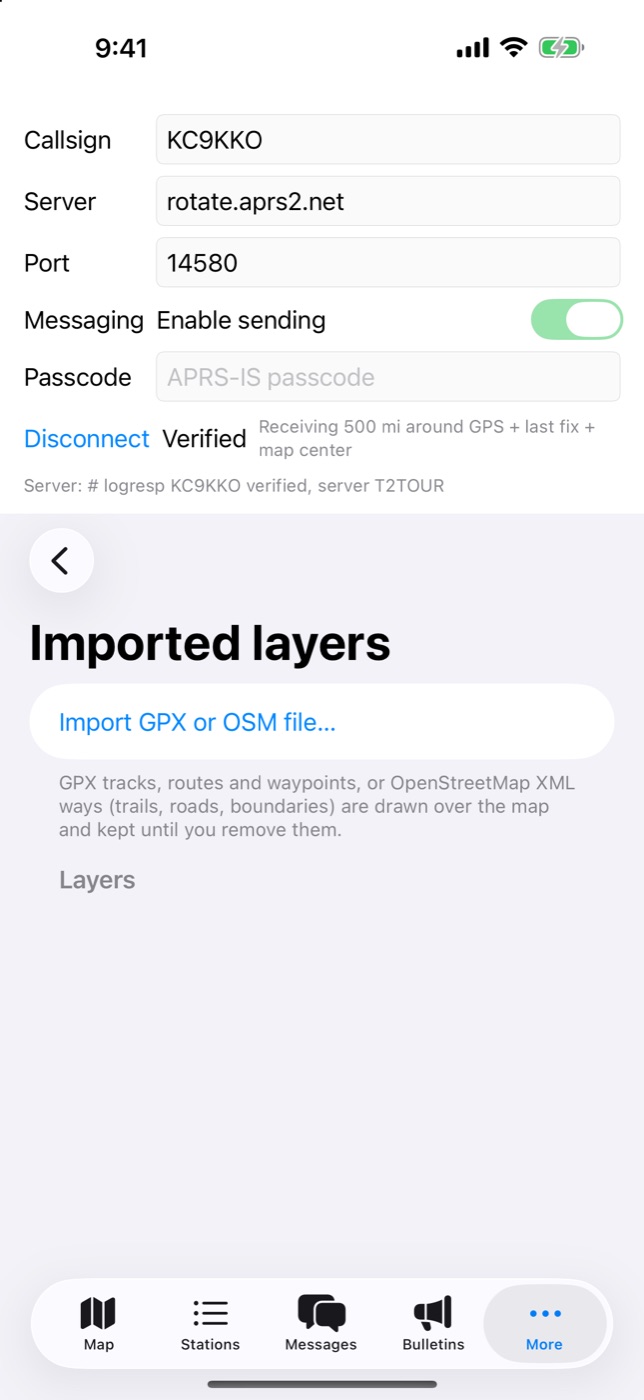 9:41
Callsign KC9KKO
Server rotate.aprs2.net
Port 14580
Messaging Enable sending
Passcode APRS-IS passcode
Disconnect Verified Receiving 500 mi around GPS + last fix +
map center
Server: # logresp KC9KKO verified, server T2TOUR
Imported layers
Import GPX or OSM file...
GPX tracks, routes and waypoints, or OpenStreetMap XML
ways (trails, roads, boundaries) are drawn over the map
and kept until you remove them.
Layers
Map Stations Messages Bulletins More